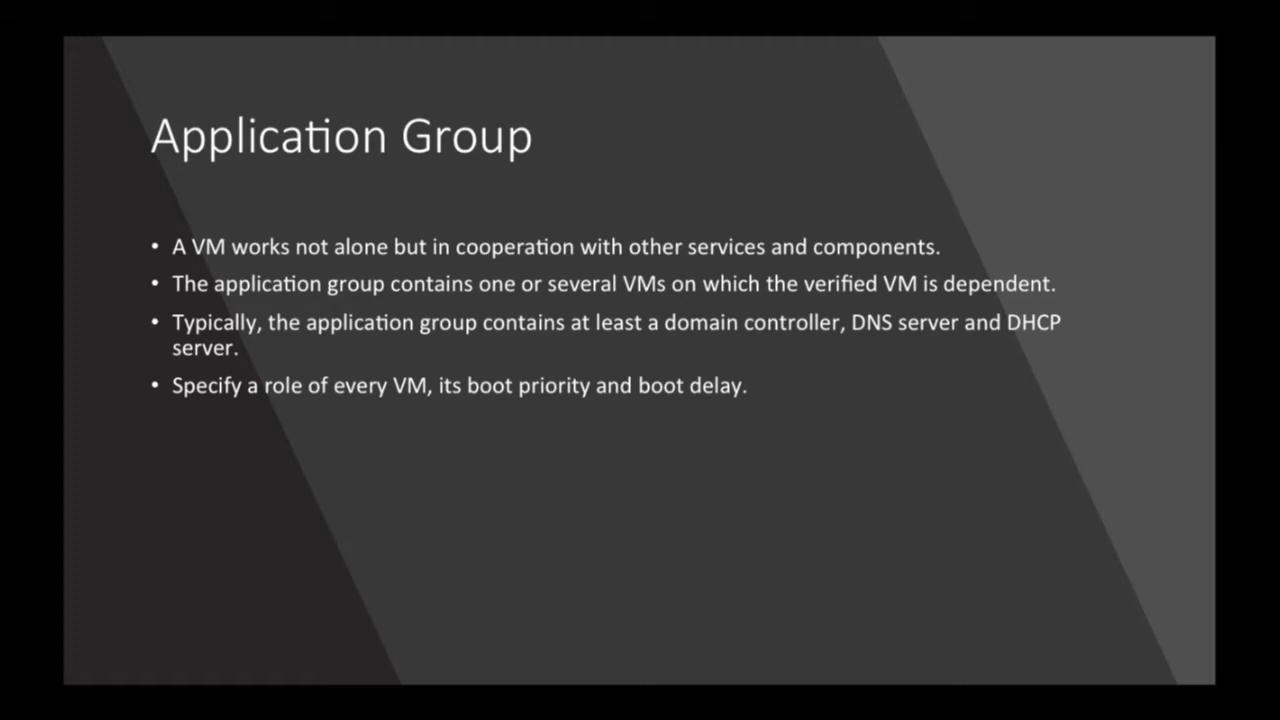 Application Group
• A VM works not alone but in cooperation with other services and components.
• The application group contains one or several VMs on which the verified VM is dependent.
• Typically, the application group contains at least a domain controller, DNS server and DHCP
server.
• Specify a role of every VM, its boot priority and boot delay.